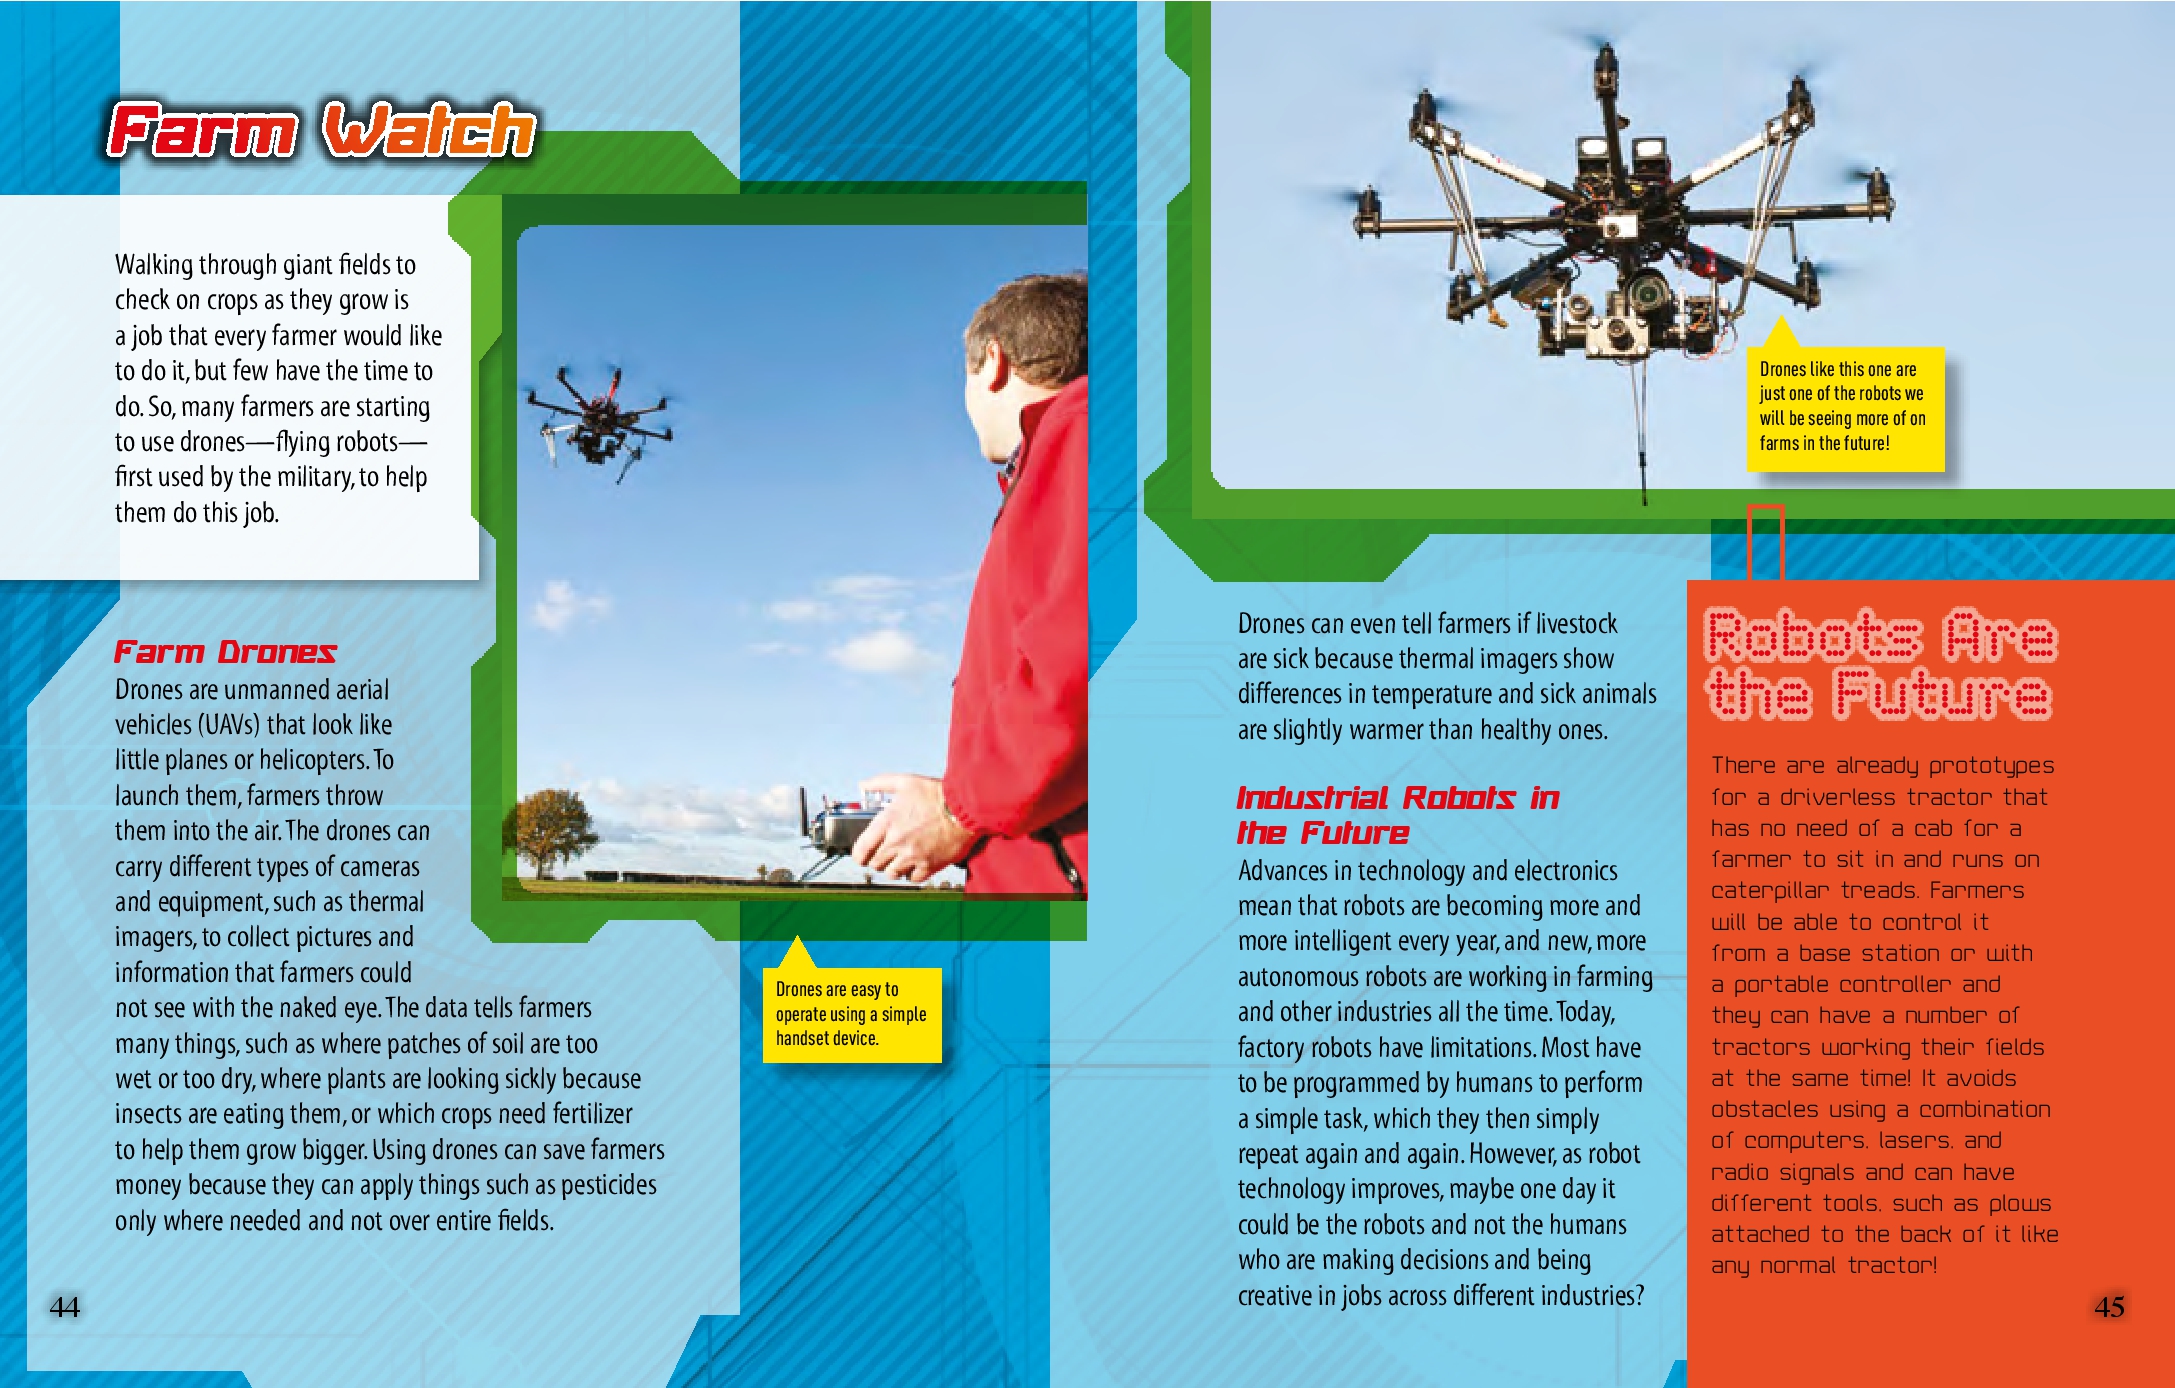 Farm Watch
Walking through giant fields to
check on crops as they grow is
a job that every farmer would like
to do it, but few have the time to
do. So, many farmers are starting
to use drones—flying robots—
first used by the military, to help
them do this job.
Farm Drones
Drones are unmanned aerial
vehicles (UAVs) that look like
little planes or helicopters. To
launch them, farmers throw
them into the air. The drones can
carry different types of cameras
and equipment, such as thermal
imagers, to collect pictures and
information that farmers could
not see with the naked eye. The data tells farmers
many things, such as where patches of soil are too
wet or too dry, where plants are looking sickly because
insects are eating them, or which crops need fertilizer
to help them grow bigger. Using drones can save farmers
money because they can apply things such as pesticides
only where needed and not over entire fields.
Drones are easy to
operate using a simple
handset device.
44
Drones like this one are
just one of the robots we
will be seeing more of on
farms in the future!
Drones can even tell farmers if livestock
are sick because thermal imagers show
differences in temperature and sick animals
are slightly warmer than healthy ones.
Industrial Robots in
the Future
Advances in technology and electronics
mean that robots are becoming more and
more intelligent every year, and new, more
autonomous robots are working in farming
and other industries all the time. Today,
factory robots have limitations. Most have
to be programmed by humans to perform
a simple task, which they then simply
repeat again and again. However, as robot
technology improves, maybe one day it
could be the robots and not the humans
who are making decisions and being
creative in jobs across different industries?
Robots Are
the Future
There are already prototypes
for a driverless tractor that
has no need of a cab for a
farmer to sit in and runs on
caterpillar treads. Farmers
will be able to control it
from a base station or with
a portable controller and
they can have a number of
tractors working their fields
at the same time! It avoids
obstacles using a combination
of computers, lasers, and
radio signals and can have
different tools, such as plows
attached to the back of it like
any normal tractor!
45